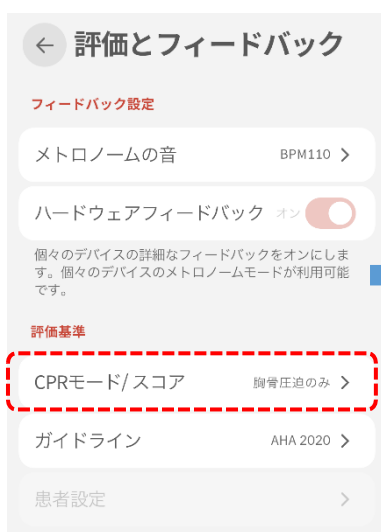 ← 評価とフィードバック
フィードバック設定
メトロノームの音 BPM110 >
ハードウェアフィードバック オン
個々のデバイスの詳細なフィードバックをオンにしま
す。個々のデバイスのメトロノームモードが利用可能
です。
評価基準
CPRモード/ スコア 胸骨圧迫のみ >
ガイドライン AHA 2020 >
患者設定 >